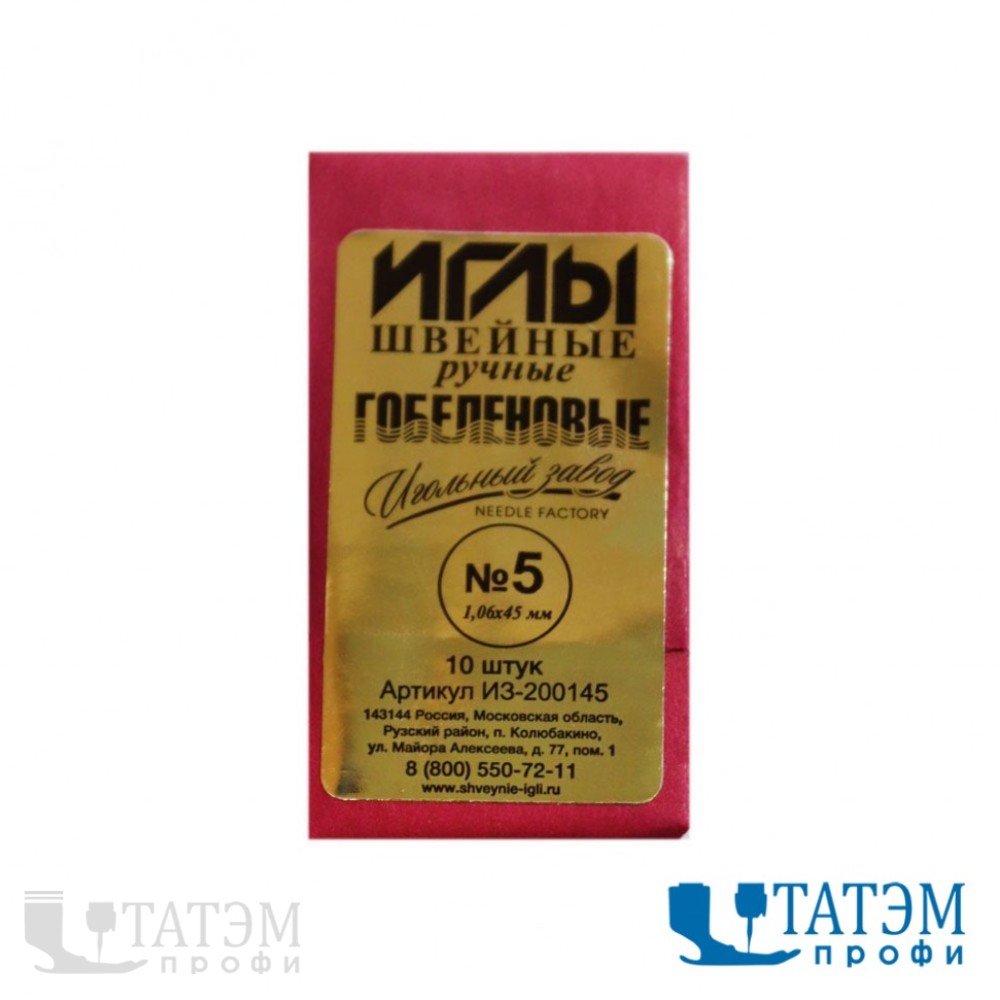 ИГЛЫ
ШВЕЙНЫЕ
ручные
ГОБЕЛЕНОВЫЕ
Игольный завод
NEEDLE FACTORY
№5
1,06х45 мм
10 штук
Артикул ИЗ-200145
143144 Россия, Московская область,
Рузский район, п. Колюбакино,
ул. Майора Алексеева, д. 77, пом. 1
8 (800) 550-72-11
www.shveynie-igli.ru
ТАТЭМ
профи
ТАТЭМ
профи